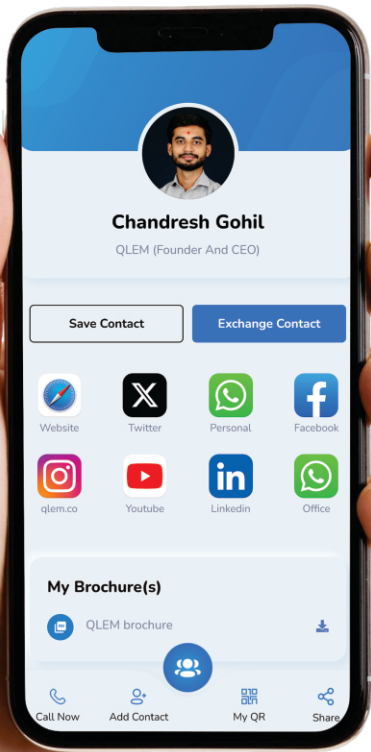 Chandresh Gohil
QLEM (Founder And CEO)
Save Contact
Exchange Contact
Website
Twitter
Personal
Facebook
qlem.co
Youtube
Linkedin
Office
My Brochure(s)
QLEM brochure
Call Now
Add Contact
My QR
Share